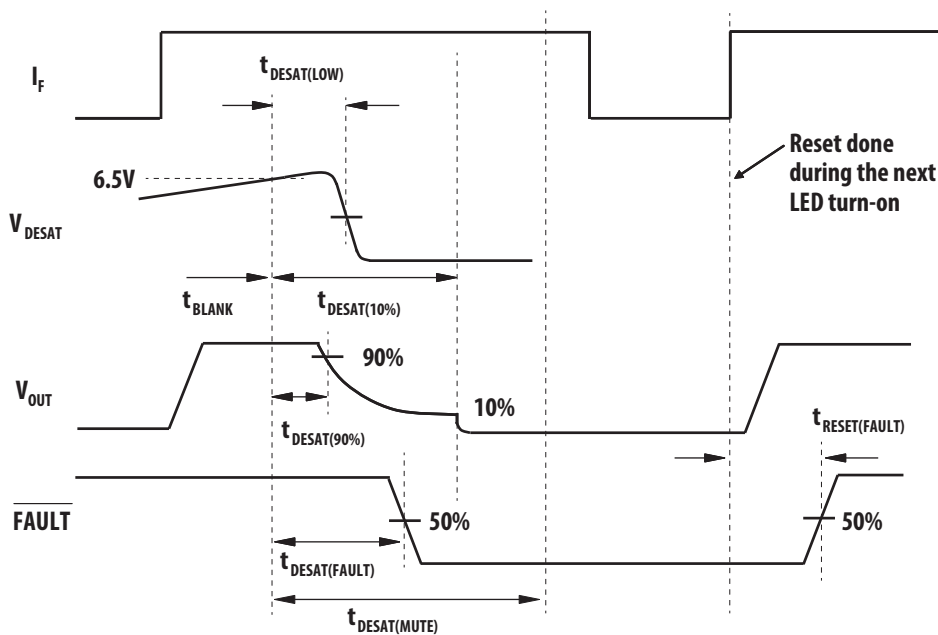 I_F
t_DESAT(LOW)
6.5V
Reset done
during the next
LED turn-on
V_DESAT
t_BLANK
t_DESAT(10%)
90%
V_OUT
10%
t_DESAT(90%)
t_RESET(FAULT)
FAULT
50%
50%
t_DESAT(FAULT)
t_DESAT(MUTE)